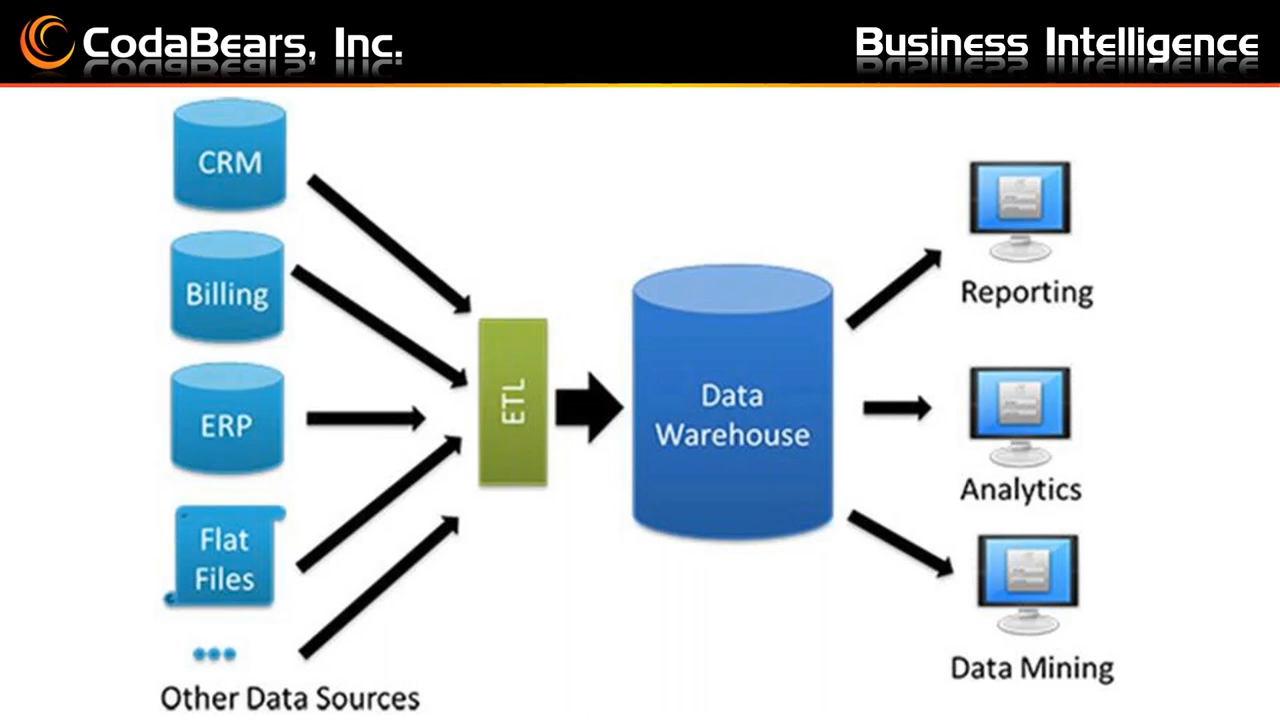 CodaBears, Inc.
Business Intelligence
CRM
Billing
ERP
Flat
Files
Other Data Sources
ETL
Data
Warehouse
Reporting
Analytics
Data Mining